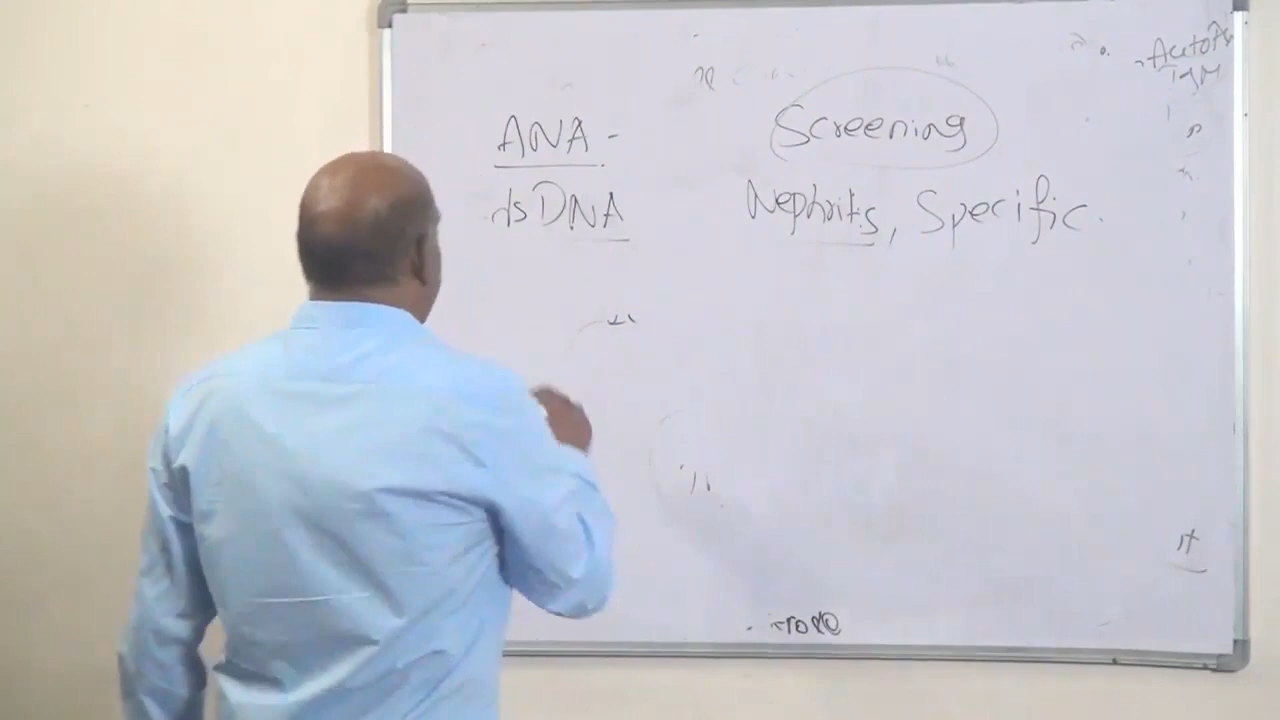 ANA - Screening
dsDNA Nephritis, Specific.